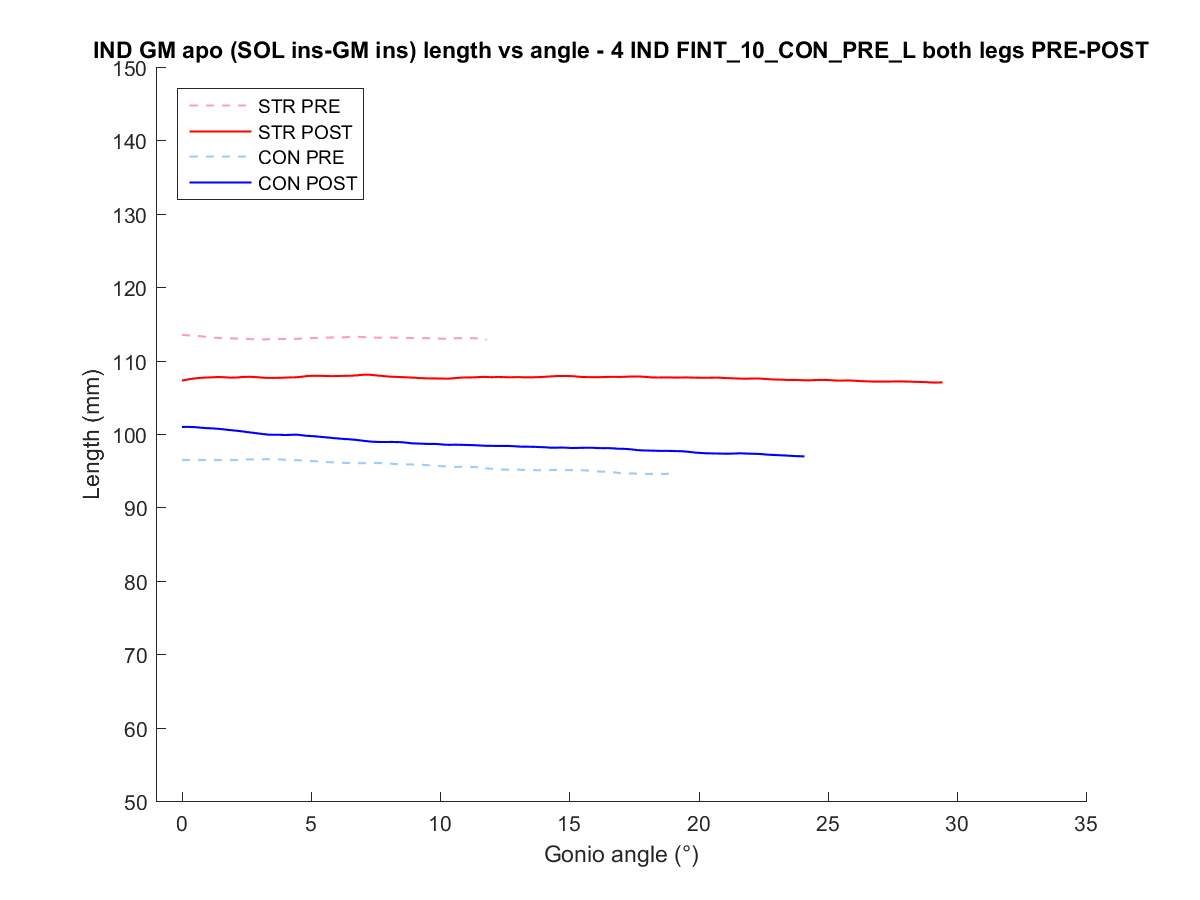 IND GM apo (SOL ins-GM ins) length vs angle - 4 IND FINT_10_CON_PRE_L both legs PRE-POST
150
140
130
120
110
100
90
80
70
60
50
Length (mm)
STR PRE
STR POST
CON PRE
CON POST
0 5 10 15 20 25 30 35
Gonio angle (°)